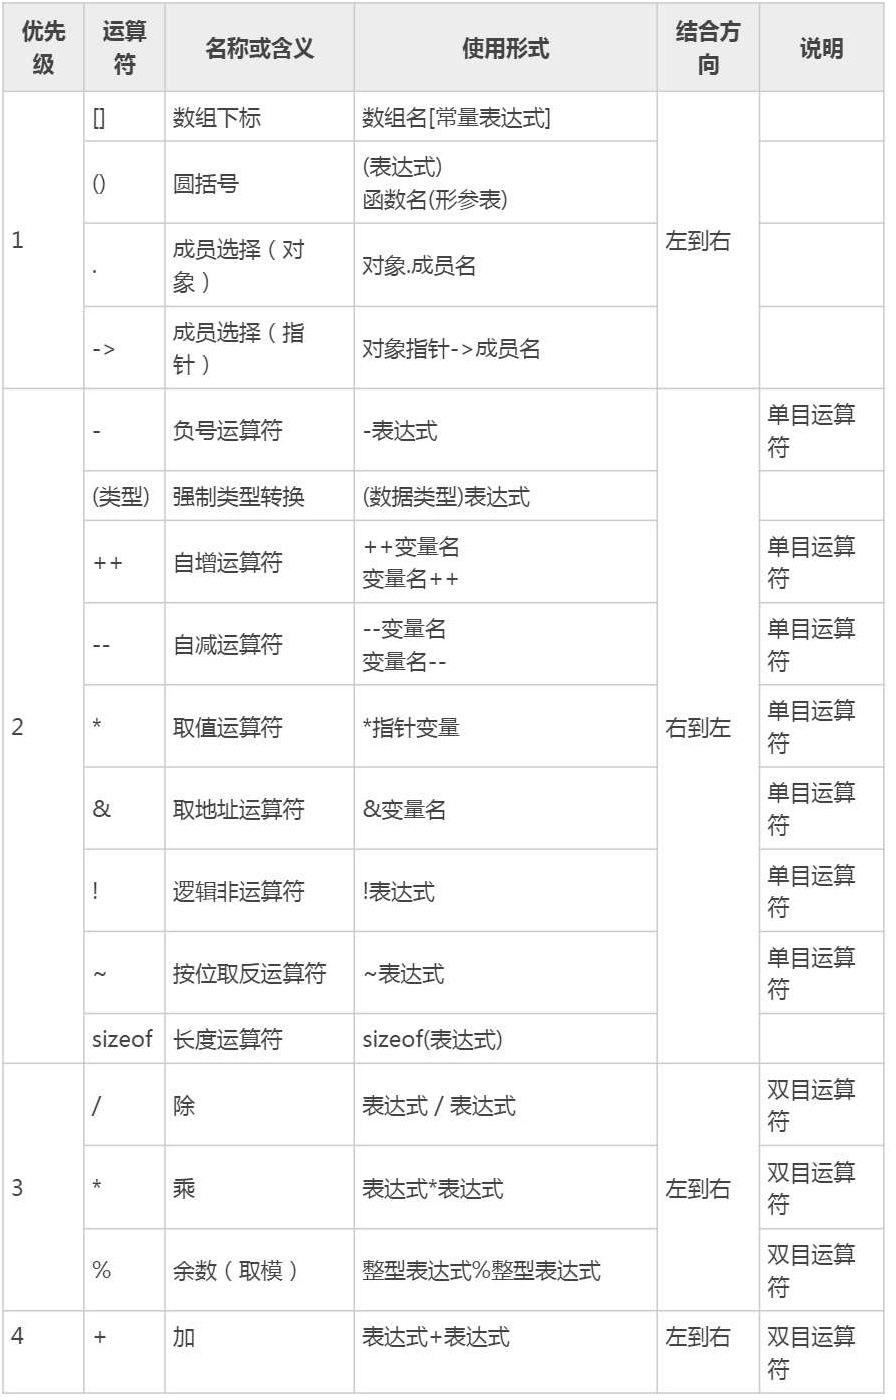 优先级 运算符 名称或含义 使用形式 结合方向 说明
1
[] 数组下标 数组名[常量表达式]
() 圆括号 (表达式)
函数名(形参表)
左到右
. 成员选择（对象） 对象.成员名
-> 成员选择（指针） 对象指针->成员名
2
- 负号运算符 -表达式 单目运算符
(类型) 强制类型转换 (数据类型)表达式
++ 自增运算符 ++变量名
变量名++ 单目运算符
-- 自减运算符 --变量名
变量名-- 单目运算符
* 取值运算符 *指针变量 右到左 单目运算符
& 取地址运算符 &变量名 单目运算符
! 逻辑非运算符 !表达式 单目运算符
~ 按位取反运算符 ~表达式 单目运算符
sizeof 长度运算符 sizeof(表达式)
3
/ 除 表达式 / 表达式 双目运算符
* 乘 表达式*表达式 左到右 双目运算符
% 余数（取模） 整型表达式%整型表达式 双目运算符
4 + 加 表达式+表达式 左到右 双目运算符